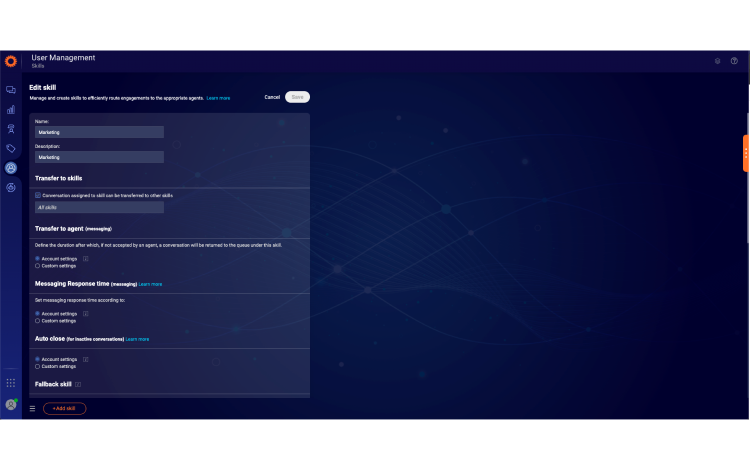 User Management
Skills
Edit skill
Manage and create skills to efficiently route engagements to the appropriate agents. Learn more
Cancel
Save
Name:
Marketing
Description:
Marketing
Transfer to skills
Conversation assigned to skill can be transferred to other skills
All skills
Transfer to agent (messaging)
Define the duration after which, if not accepted by an agent, a conversation will be returned to the queue under this skill.
Account settings
Custom settings
Messaging Response time (messaging) Learn more
Set messaging response time according to:
Account settings
Custom settings
Auto close (for inactive conversations) Learn more
Account settings
Custom settings
Fallback skill
+Add skill